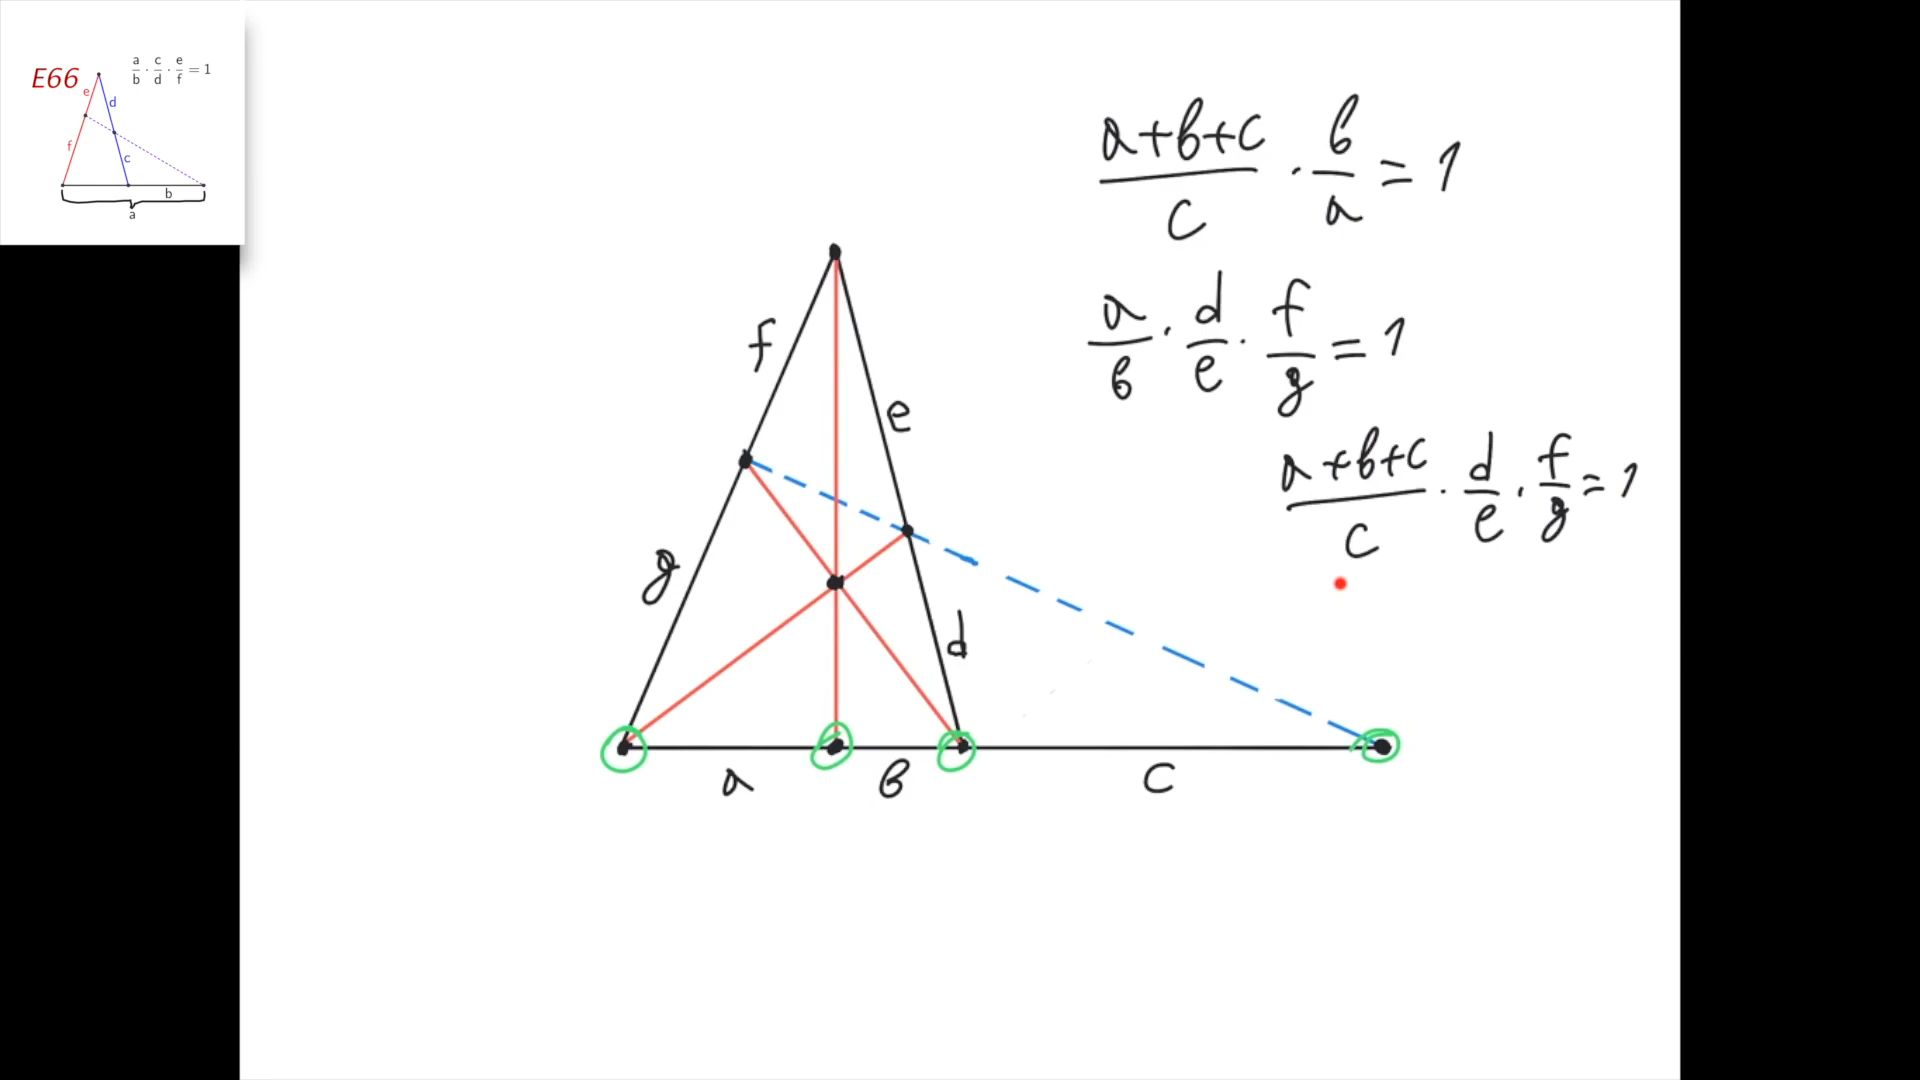 E66
a/b · c/d · e/f = 1
e
d
f
c
b
a
(a+b+c)/c · b/a = 1
a/b · d/e · f/g = 1
(a+b+c)/c · d/e · f/g = 1
f
e
g
d
a
b
c